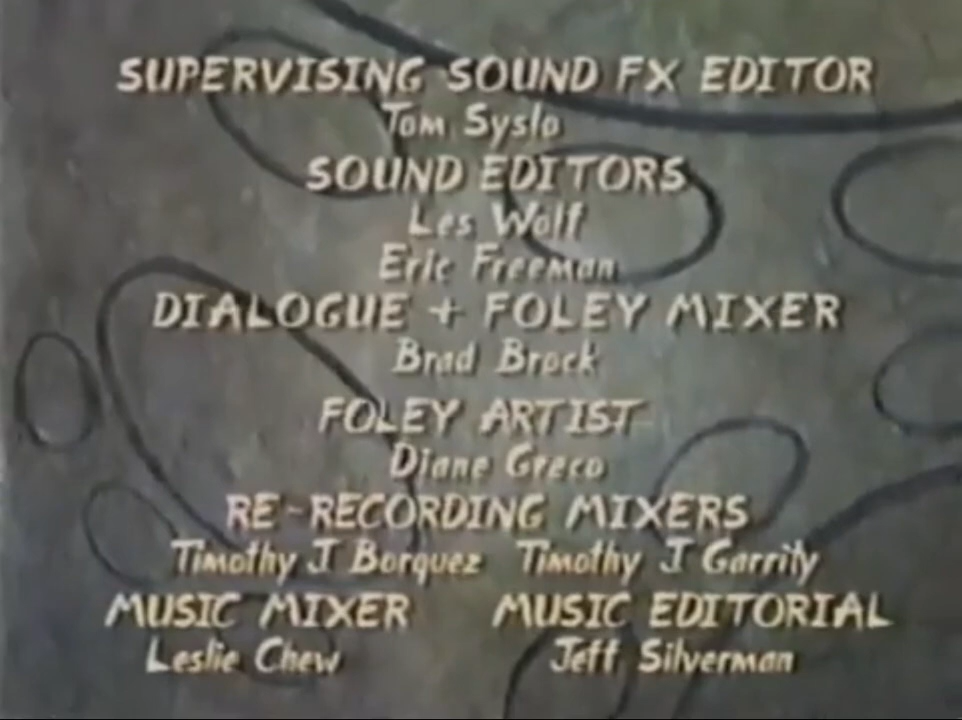 SUPERVISING SOUND FX EDITOR
Tom Syslo
SOUND EDITORS
Les Wolf
Eric Freeman
DIALOGUE + FOLEY MIXER
Brad Brock
FOLEY ARTIST
Diane Greco
RE-RECORDING MIXERS
Timothy J Borquez Timothy J Garrity
MUSIC MIXER MUSIC EDITORIAL
Leslie Chew Jeff Silverman